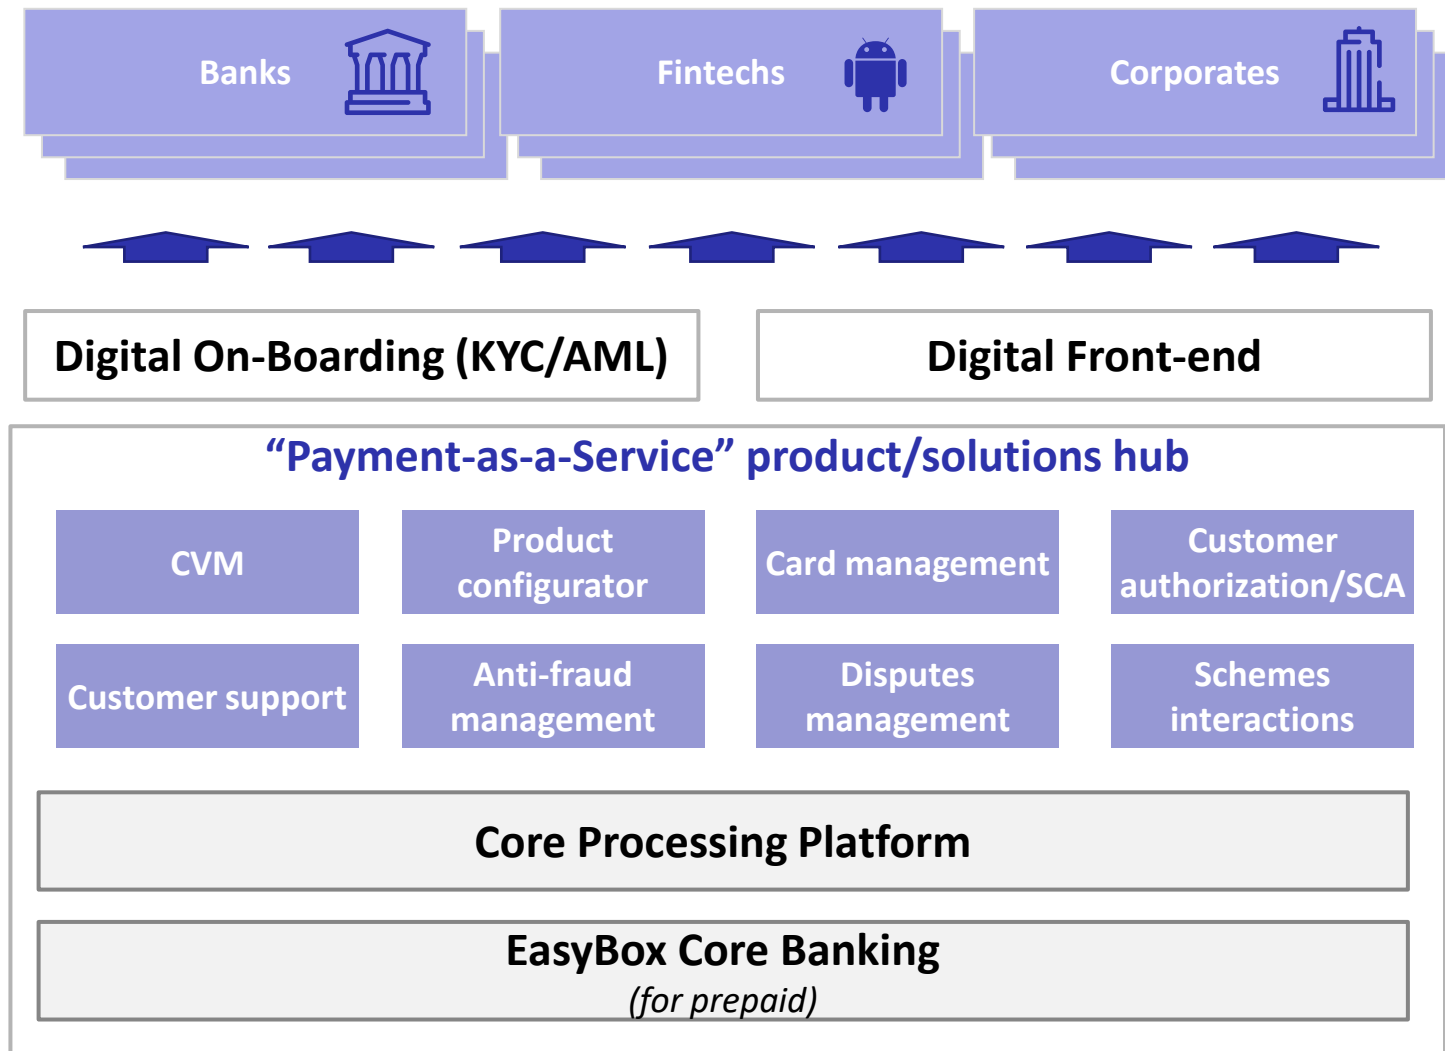 Banks
Fintechs
Corporates
Digital On-Boarding (KYC/AML)
Digital Front-end
“Payment-as-a-Service” product/solutions hub
CVM
Product
configurator
Card management
Customer
authorization/SCA
Customer support
Anti-fraud
management
Disputes
management
Schemes
interactions
Core Processing Platform
EasyBox Core Banking
(for prepaid)